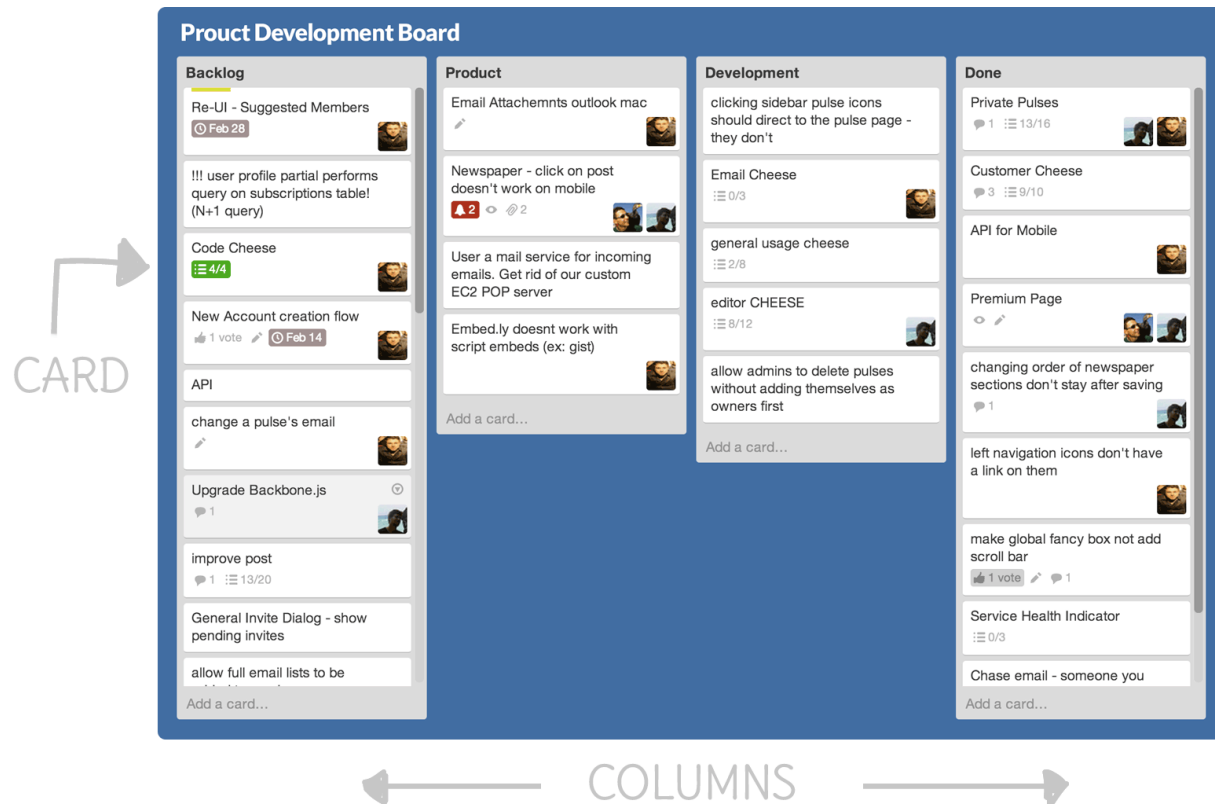 Prouct Development Board
Backlog
Re-UI - Suggested Members
Feb 28
!!! user profile partial performs
query on subscriptions table!
(N+1 query)
Code Cheese
4/4
New Account creation flow
1 vote Feb 14
API
change a pulse's email
Upgrade Backbone.js
1
improve post
1 13/20
General Invite Dialog - show
pending invites
allow full email lists to be
Add a card...
Product
Email Attachemnts outlook mac
Newspaper - click on post
doesn't work on mobile
2 2
User a mail service for incoming
emails. Get rid of our custom
EC2 POP server
Embed.ly doesnt work with
script embeds (ex: gist)
Add a card...
Development
clicking sidebar pulse icons
should direct to the pulse page -
they don't
Email Cheese
0/3
general usage cheese
2/8
editor CHEESE
8/12
allow admins to delete pulses
without adding themselves as
owners first
Add a card...
Done
Private Pulses
1 13/16
Customer Cheese
3 9/10
API for Mobile
Premium Page
changing order of newspaper
sections don't stay after saving
1
left navigation icons don't have
a link on them
make global fancy box not add
scroll bar
1 vote 1
Service Health Indicator
0/3
Chase email - someone you
Add a card...
CARD
COLUMNS